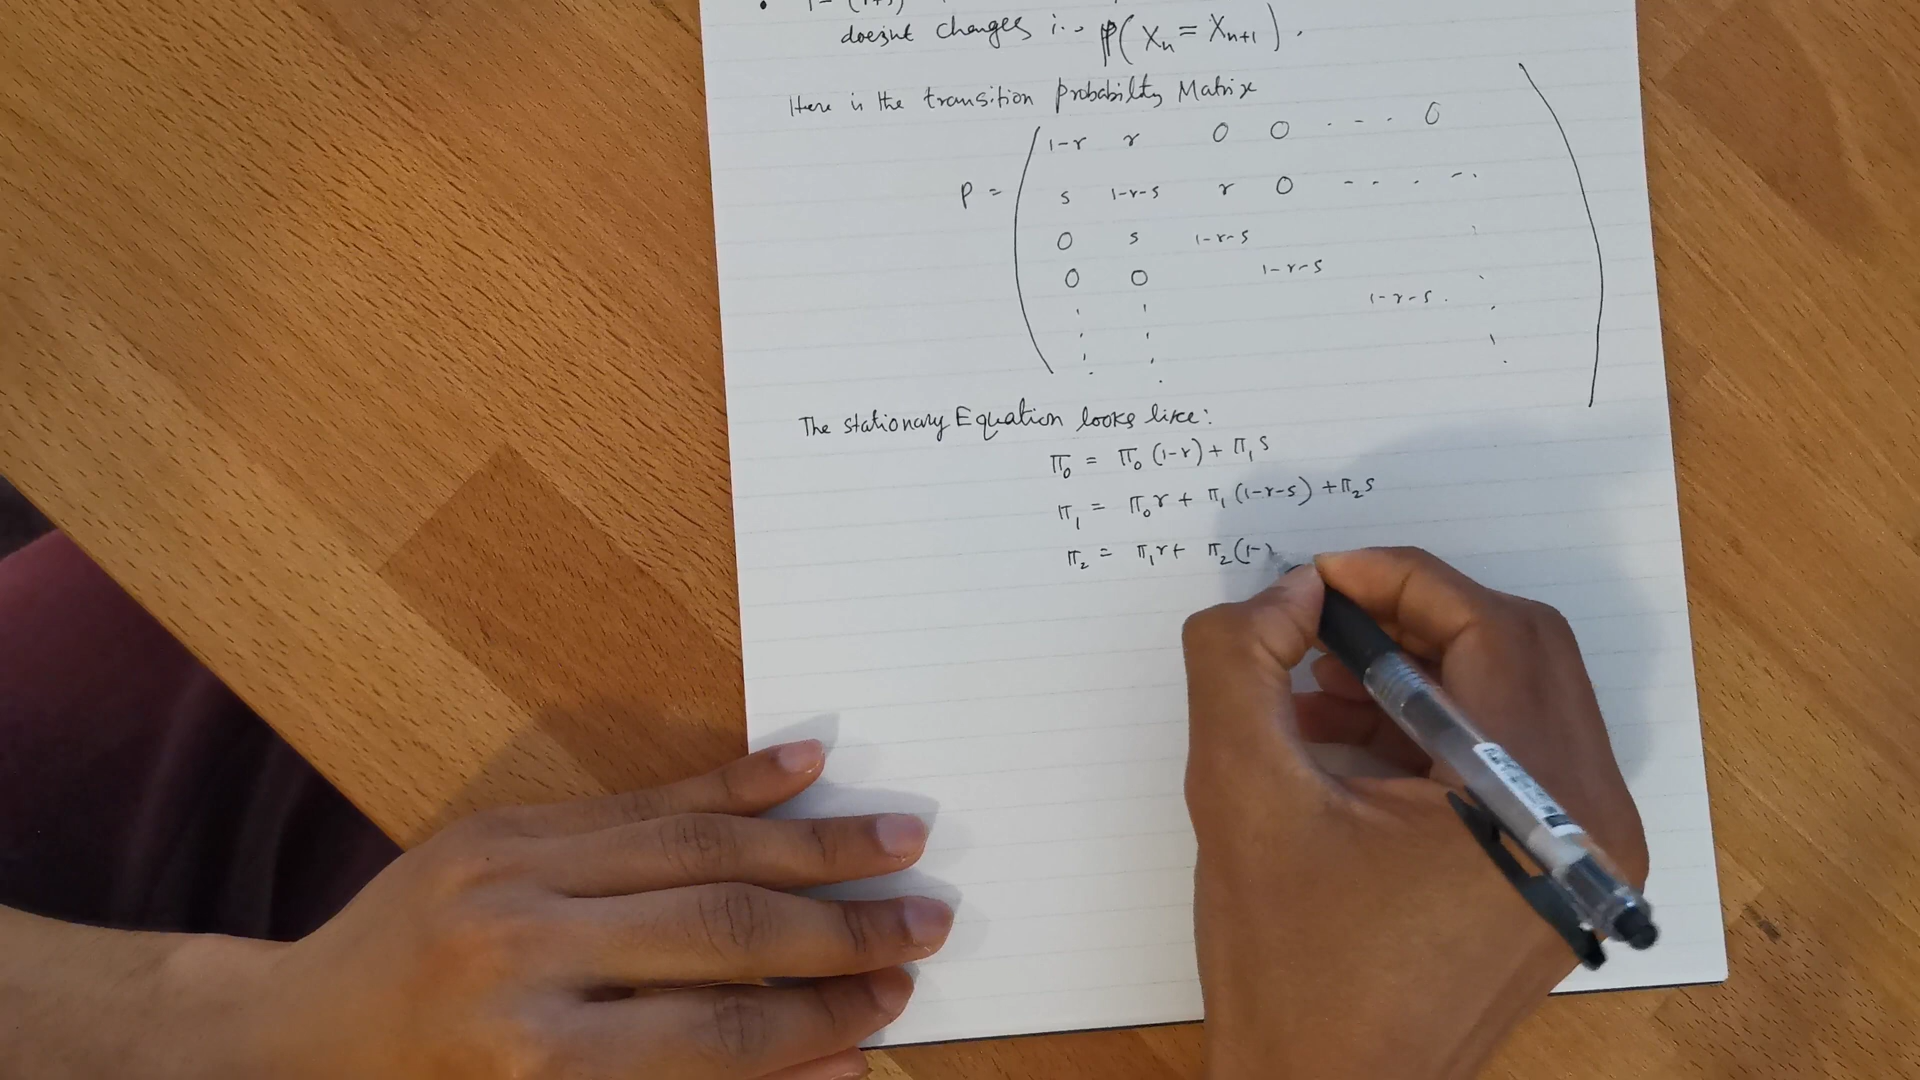 doesnt changes i.e ℙ( Xₙ = Xₙ₊₁ ) .
Here is the transition probability Matrix
1-r r 0 0 . - - . 0
P = s 1-r-s r 0 - - . - .
0 s 1-r-s
0 0 1-r-s
1-r-s .
The stationary Equation looks like:
π₀ = π₀ (1-r) + π₁ s
π₁ = π₀ r + π₁ (1-r-s) + π₂ s
π₂ = π₁ r + π₂ (1-